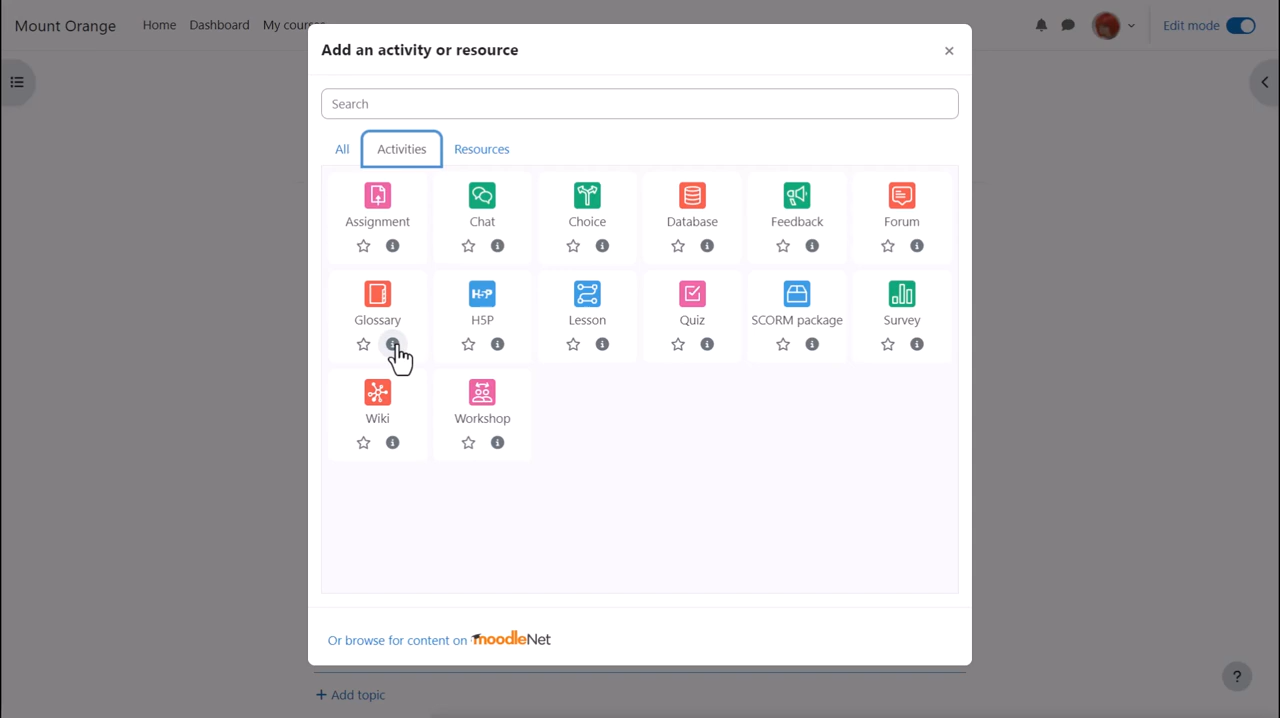 Mount Orange
Home
Dashboard
Edit mode
Add an activity or resource
Search
All
Activities
Resources
Assignment
Chat
Choice
Database
Feedback
Forum
Glossary
H5P
Lesson
Quiz
SCORM package
Survey
Wiki
Workshop
Or browse for content on moodleNet
+ Add topic
?